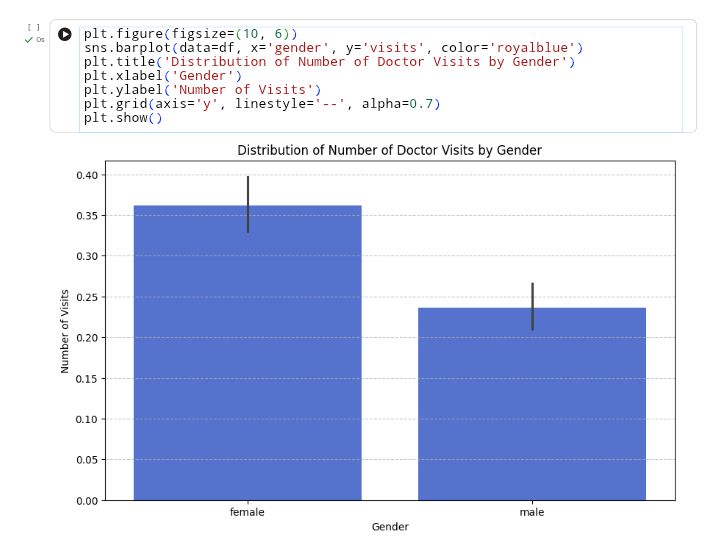 [ ]
0s
plt.figure(figsize=(10, 6))
sns.barplot(data=df, x='gender', y='visits', color='royalblue')
plt.title('Distribution of Number of Doctor Visits by Gender')
plt.xlabel('Gender')
plt.ylabel('Number of Visits')
plt.grid(axis='y', linestyle='--', alpha=0.7)
plt.show()
Distribution of Number of Doctor Visits by Gender
Number of Visits
0.40
0.35
0.30
0.25
0.20
0.15
0.10
0.05
0.00
female male
Gender